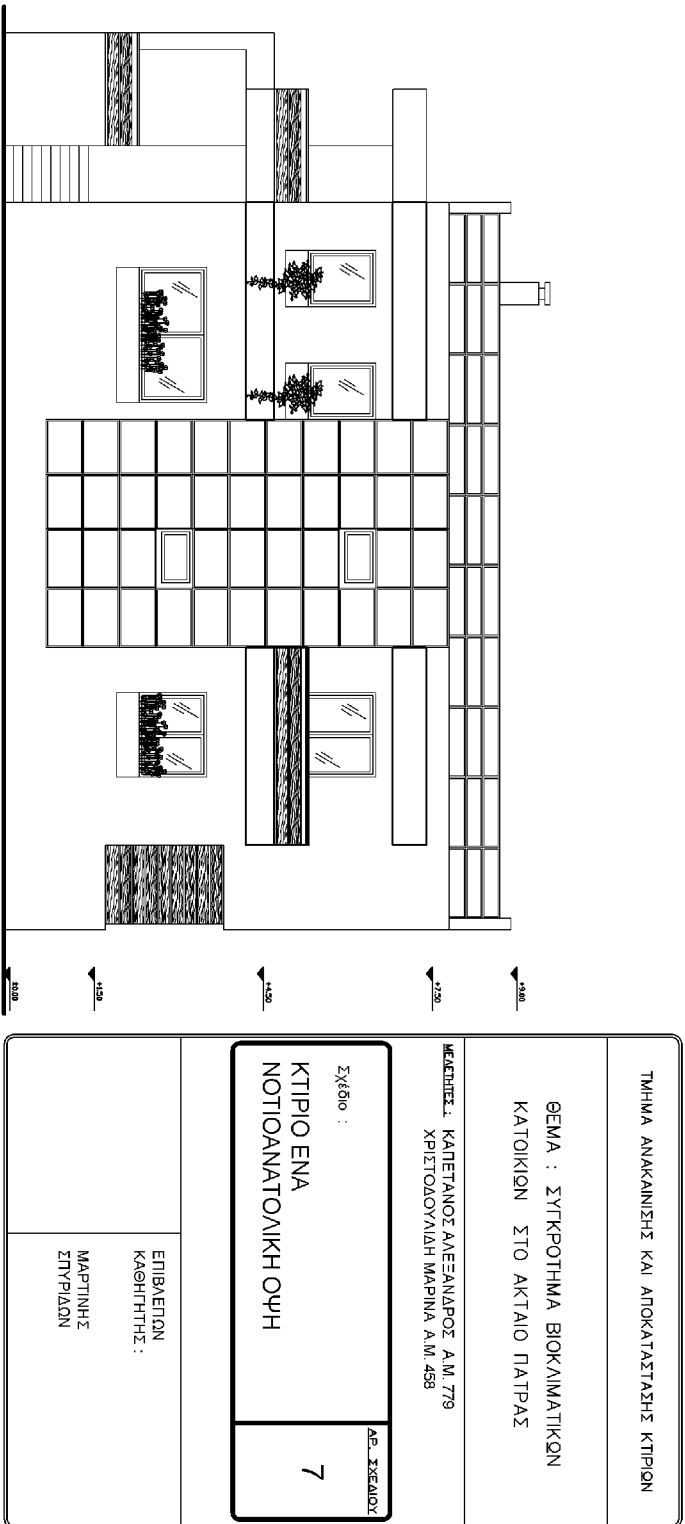 +9.00
+7.50
+4.50
+1.50
±0.00
ΤΜΗΜΑ ΑΝΑΚΑΙΝΙΣΗΣ ΚΑΙ ΑΠΟΚΑΤΑΣΤΑΣΗΣ ΚΤΙΡΙΩΝ
ΘΕΜΑ : ΣΥΓΚΡΟΤΗΜΑ ΒΙΟΚΛΙΜΑΤΙΚΩΝ
ΚΑΤΟΙΚΙΩΝ ΣΤΟ ΑΚΤΑΙΟ ΠΑΤΡΑΣ
ΜΕΛΕΤΗΤΕΣ : ΚΑΠΕΤΑΝΟΣ ΑΛΕΞΑΝΔΡΟΣ Α.Μ. 779
ΧΡΙΣΤΟΔΟΥΛΙΔΗ ΜΑΡΙΝΑ Α.Μ. 458
Σχέδιο :
ΚΤΙΡΙΟ ΕΝΑ
ΝΟΤΙΟΑΝΑΤΟΛΙΚΗ ΟΨΗ
ΑΡ. ΣΧΕΔΙΟΥ
7
ΕΠΙΒΛΕΠΩΝ
ΚΑΘΗΓΗΤΗΣ :
ΜΑΡΤΙΝΗΣ
ΣΠΥΡΙΔΩΝ